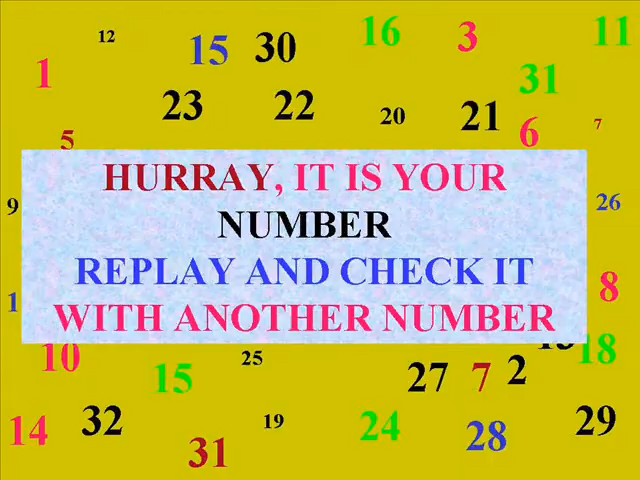 12 15 30 16 3 11
1 31
23 22 20 21 6 7
5
HURRAY, IT IS YOUR
9 NUMBER 26
REPLAY AND CHECK IT
1 WITH ANOTHER NUMBER 8
10 25 18
15 27 7 2
14 32 19 24 28 29
31